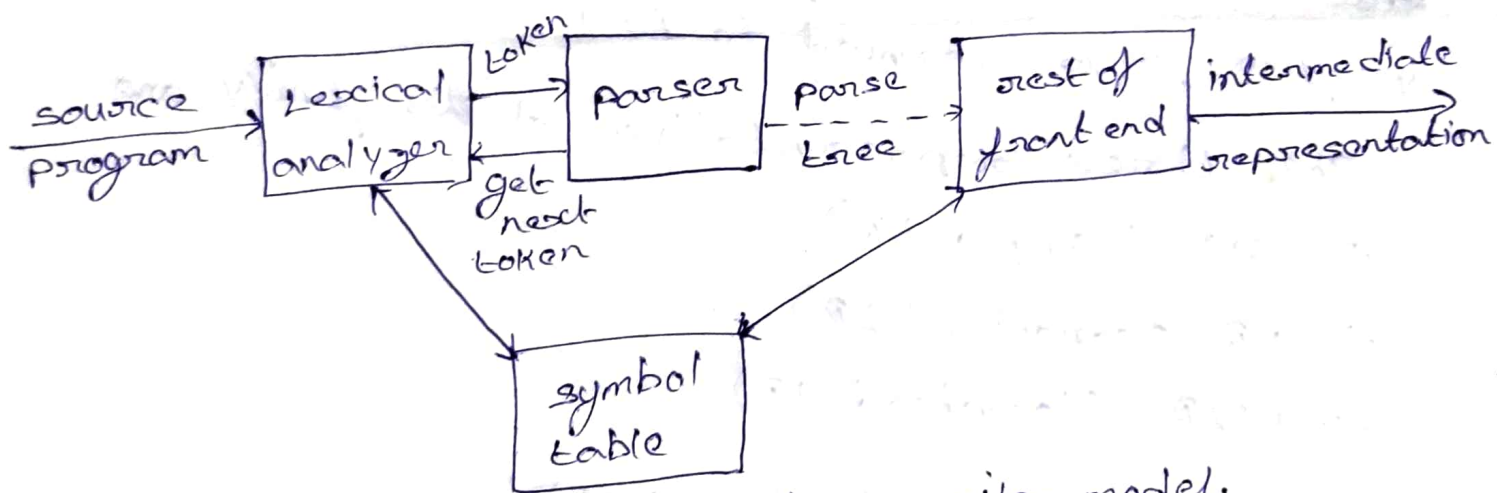 source
program
Lexical
analyzer
token
get
next
token
parser
parse
tree
rest of
front end
intermediate
representation
symbol
table
model.